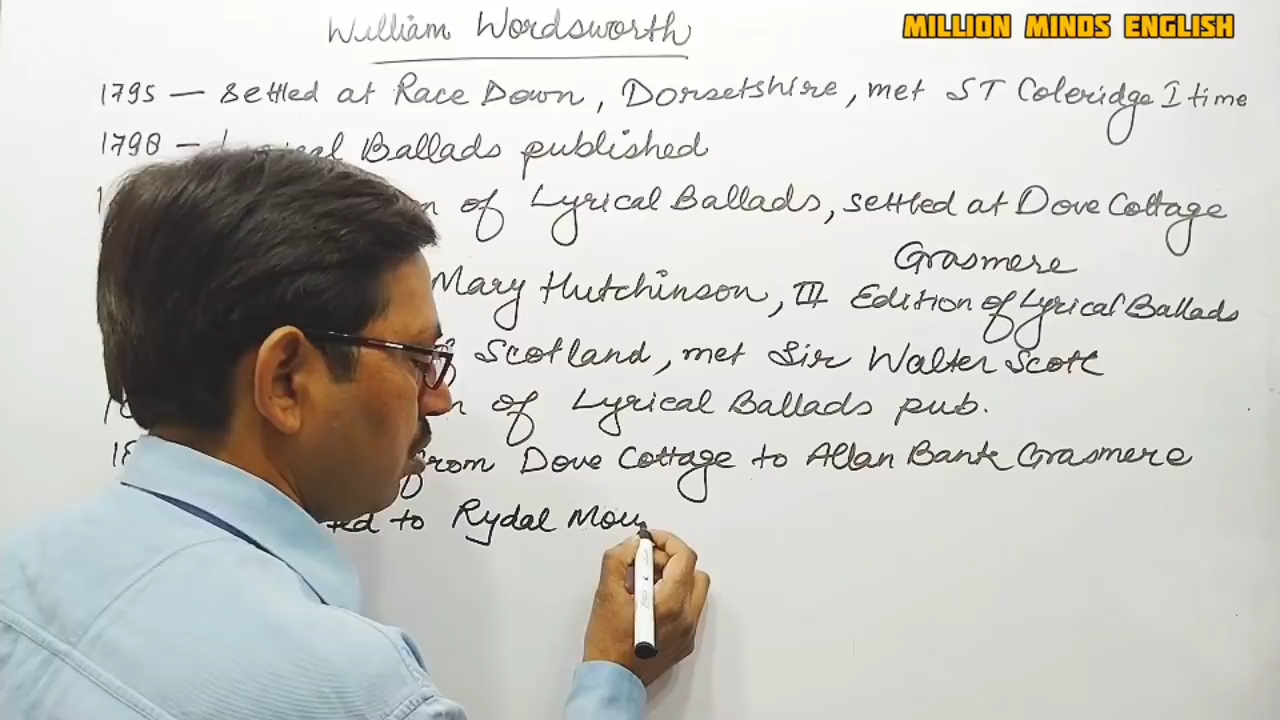 William Wordsworth
MILLION MINDS ENGLISH
1795 — Settled at Race Down, Dorsetshire, met ST Coleridge I time
1798 — Lyrical Ballads published
of Lyrical Ballads, settled at Dove Cottage
Grasmere
Mary Hutchinson, III Edition of Lyrical Ballads
Scotland, met Sir Walter Scott
of Lyrical Ballads pub.
from Dove Cottage to Allan Bank Grasmere
to Rydal Mou